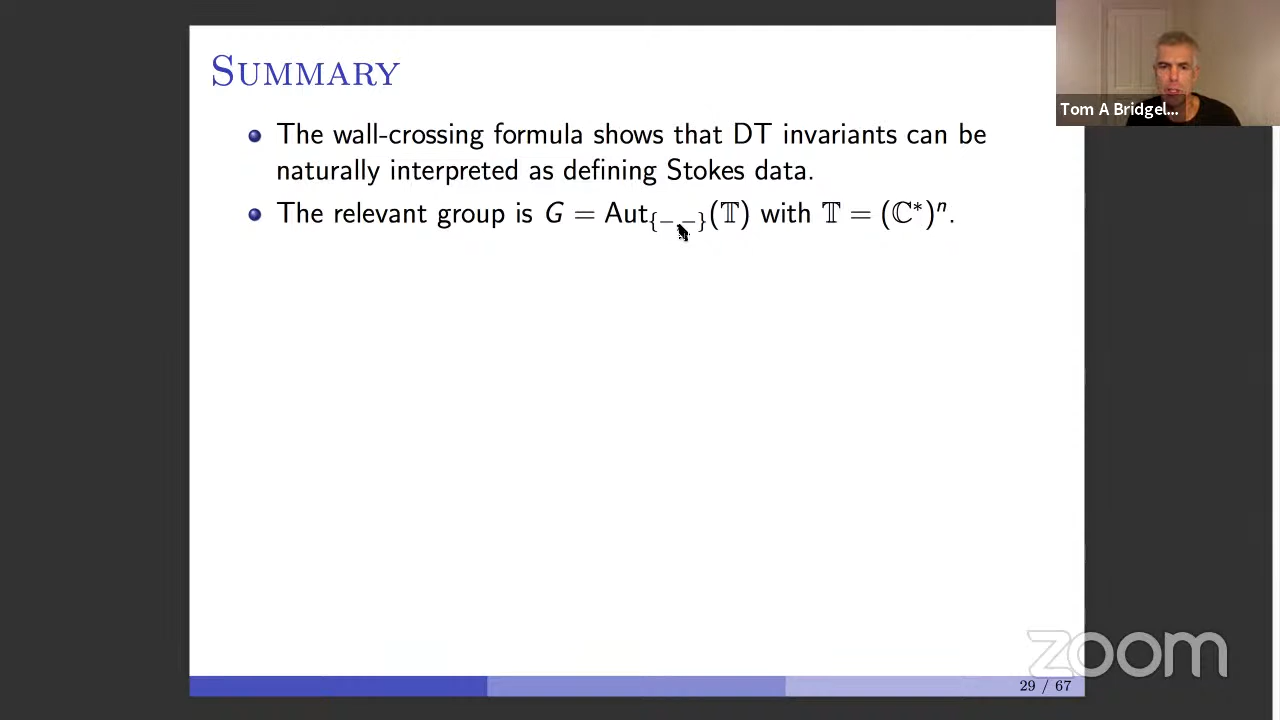 SUMMARY
The wall-crossing formula shows that DT invariants can be
naturally interpreted as defining Stokes data.
The relevant group is G = Aut_{−,−}(𝕋) with 𝕋 = (ℂ*)ⁿ.
Tom A Bridgel...
zoom
29 / 67